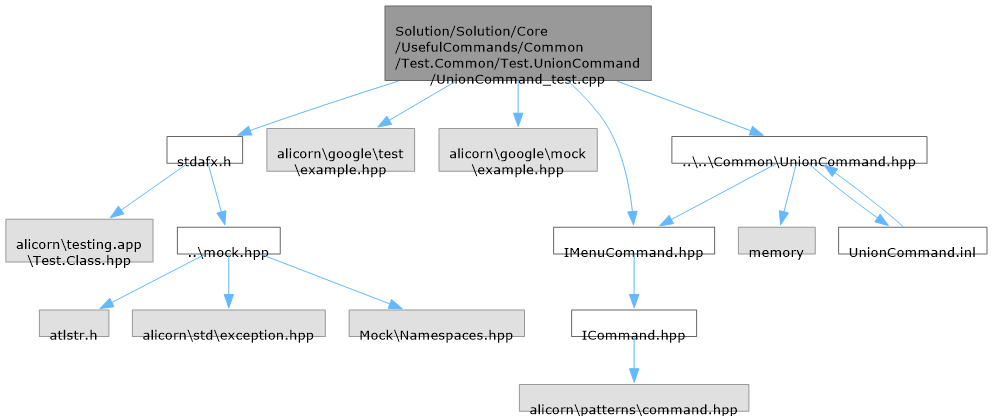 Solution/Solution/Core
/UsefulCommands/Common
/Test.Common/Test.UnionCommand
/UnionCommand_test.cpp
stdafx.h
alicorn\google\test
\example.hpp
alicorn\google\mock
\example.hpp
..\..\Common\UnionCommand.hpp
alicorn\testing.app
\Test.Class.hpp
..\mock.hpp
IMenuCommand.hpp
memory
UnionCommand.inl
atlstr.h
alicorn\std\exception.hpp
Mock\Namespaces.hpp
ICommand.hpp
alicorn\patterns\command.hpp